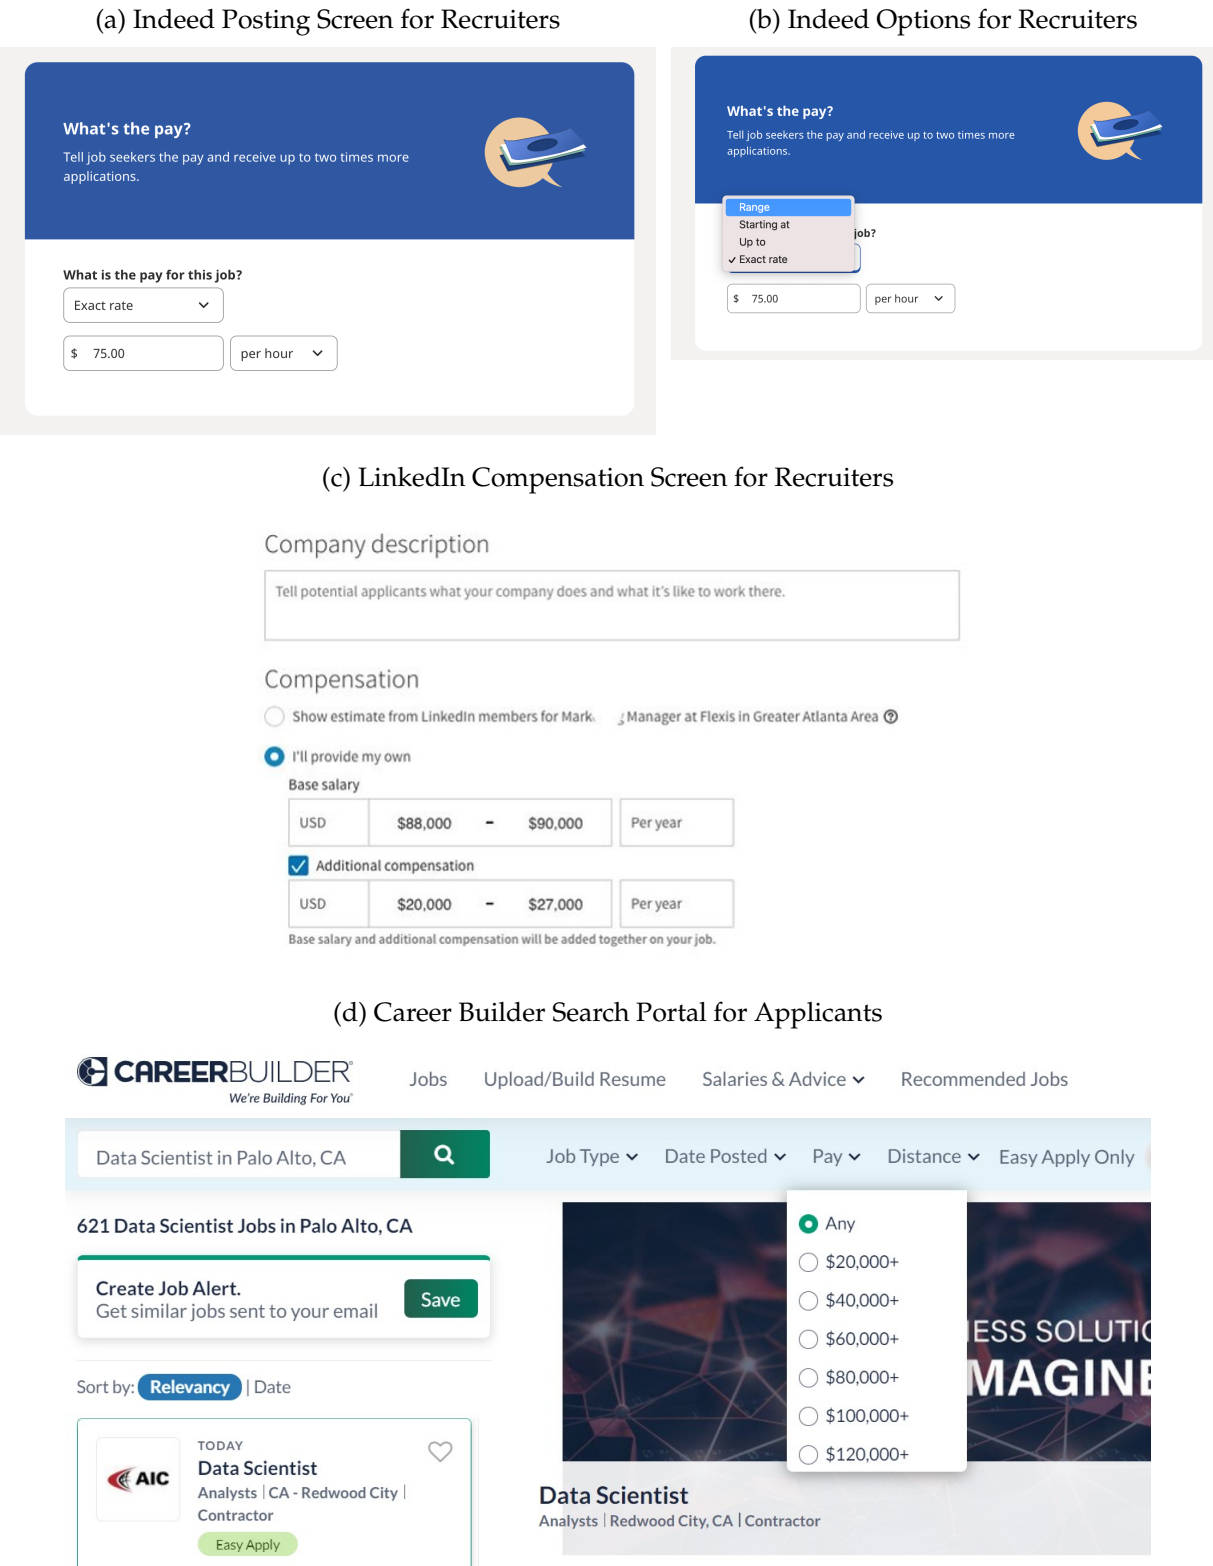 (a) Indeed Posting Screen for Recruiters
What's the pay?
Tell job seekers the pay and receive up to two times more
applications.
What is the pay for this job?
Exact rate
$ 75.00 per hour
(b) Indeed Options for Recruiters
What's the pay?
Tell job seekers the pay and receive up to two times more
applications.
Range
Starting at
Up to
✓ Exact rate
job?
$ 75.00 per hour
(c) LinkedIn Compensation Screen for Recruiters
Company description
Tell potential applicants what your company does and what it's like to work there.
Compensation
Show estimate from LinkedIn members for Mark Manager at Flexis in Greater Atlanta Area ?
I'll provide my own
Base salary
USD $88,000 - $90,000 Per year
Additional compensation
USD $20,000 - $27,000 Per year
Base salary and additional compensation will be added together on your job.
(d) Career Builder Search Portal for Applicants
CAREERBUILDER
We're Building For You
Jobs Upload/Build Resume Salaries & Advice Recommended Jobs
Data Scientist in Palo Alto, CA
Job Type Date Posted Pay Distance Easy Apply Only
621 Data Scientist Jobs in Palo Alto, CA
Create Job Alert.
Get similar jobs sent to your email
Save
Sort by: Relevancy | Date
AIC
TODAY
Data Scientist
Analysts | CA - Redwood City |
Contractor
Easy Apply
Any
$20,000+
$40,000+
$60,000+
$80,000+
$100,000+
$120,000+
ESS SOLUTIO
MAGINE
Data Scientist
Analysts | Redwood City, CA | Contractor